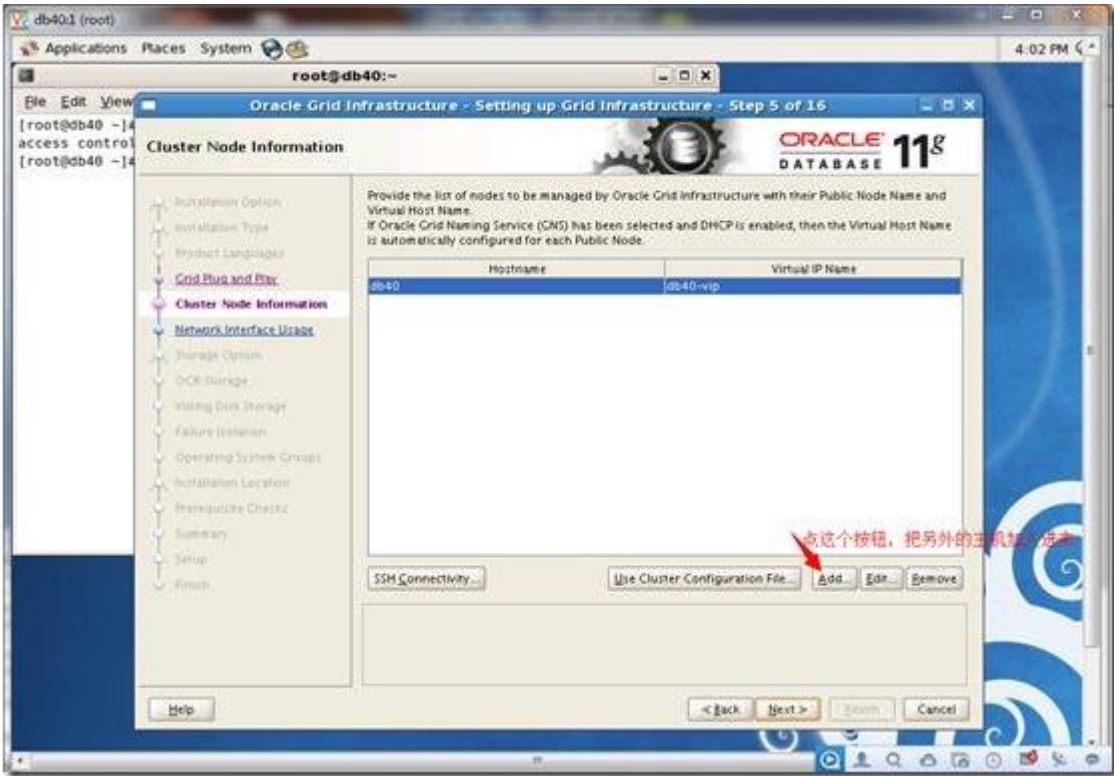 db40:1 (root)
Applications Places System
4:02 PM
root@db40:~
File Edit View
Oracle Grid Infrastructure - Setting up Grid Infrastructure - Step 5 of 16
[root@db40 ~]#
access control
[root@db40 ~]#
Cluster Node Information
ORACLE
DATABASE 11g
Installation Option
Installation Type
Product Languages
Grid Plug and Play
Cluster Node Information
Network Interface Usage
Storage Option
OCR Storage
Voting Disk Storage
Failure Isolation
Operating System Groups
Installation Location
Prerequisite Checks
Summary
Setup
Finish
Provide the list of nodes to be managed by Oracle Grid Infrastructure with their Public Node Name and
Virtual Host Name.
If Oracle Grid Naming Service (GNS) has been selected and DHCP is enabled, then the Virtual Host Name
is automatically configured for each Public Node.
Hostname Virtual IP Name
db40 db40-vip
点这个按钮，把另外的主机加
SSH Connectivity... Use Cluster Configuration File... Add... Edit... Remove
Help < Back Next > Finish Cancel